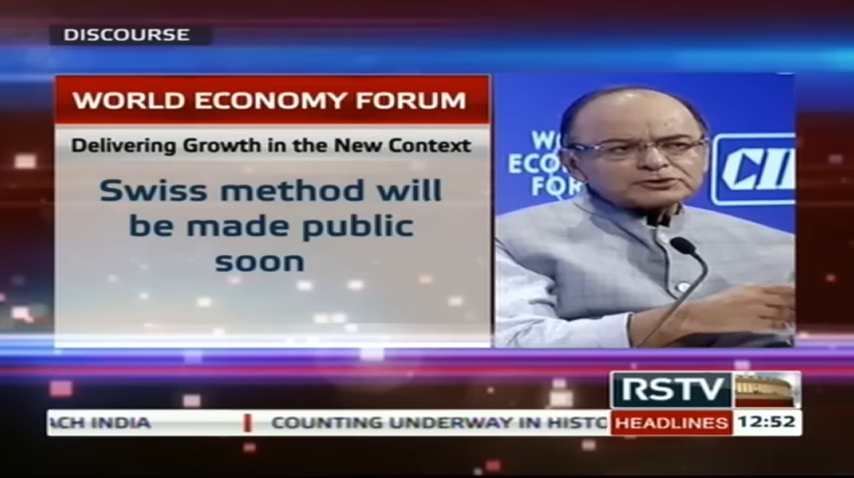 DISCOURSE
WORLD ECONOMY FORUM
Delivering Growth in the New Context
Swiss method will
be made public
soon
CII
RSTV
ACH INDIA
COUNTING UNDERWAY IN HISTO
HEADLINES
12:52